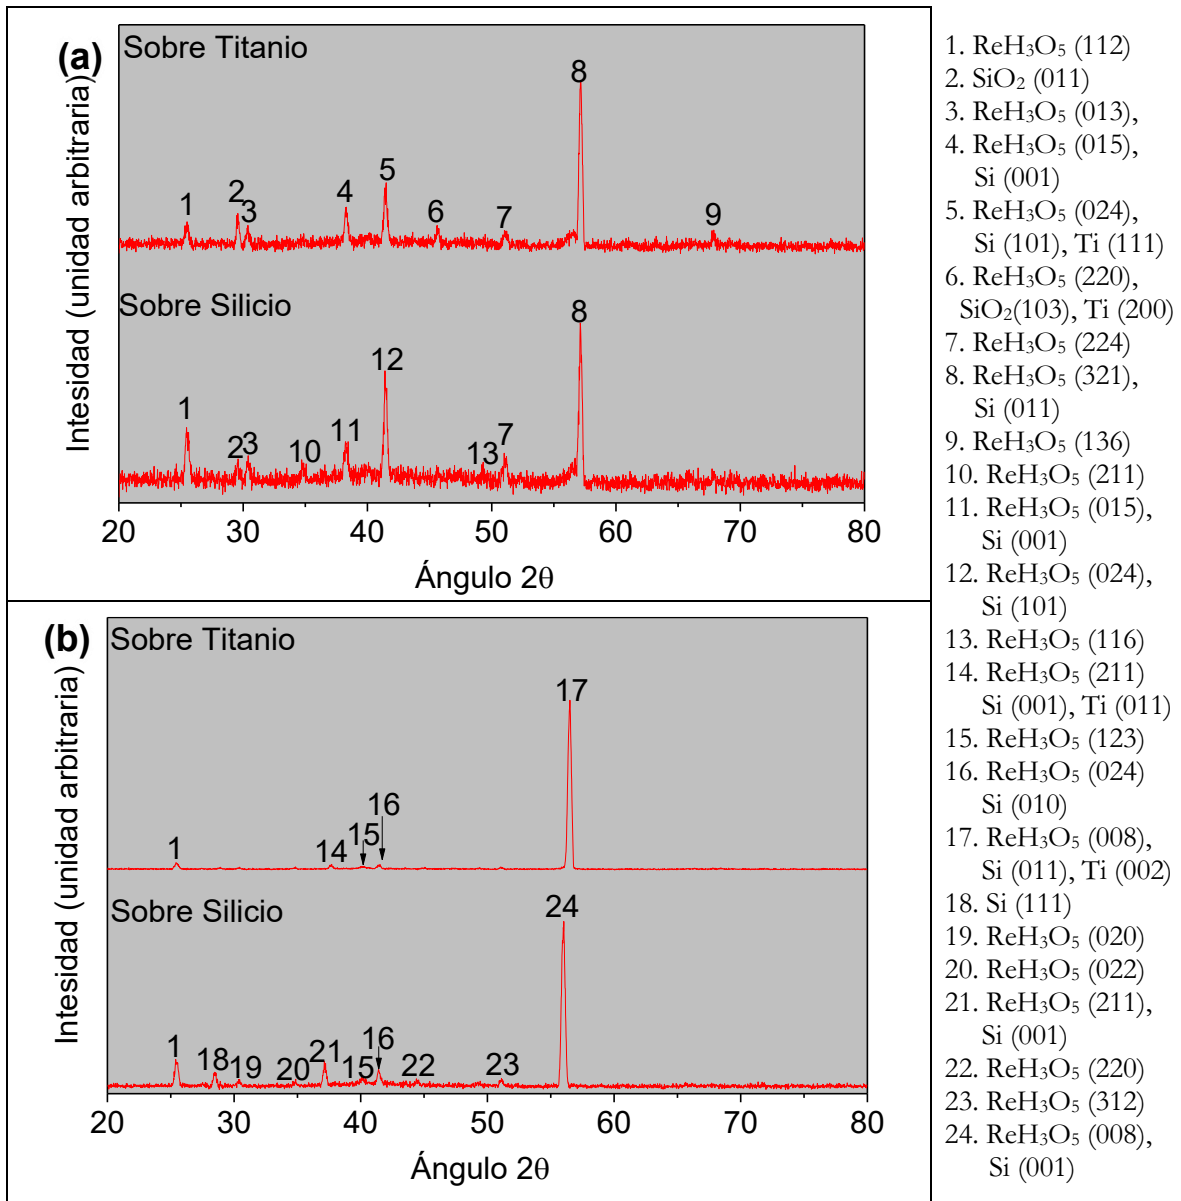 (a)
Sobre Titanio
1
2
3
4
5
6
7
8
9
Sobre Silicio
1
2
3
10
11
12
13
7
8
20 30 40 50 60 70 80
Ángulo 2θ
Intesidad (unidad arbitraria)
(b)
Sobre Titanio
1
14
15
16
17
Sobre Silicio
1
18
19
20
21
15
16
22
23
24
20 30 40 50 60 70 80
Ángulo 2θ
Intesidad (unidad arbitraria)
1. ReH₃O₅ (112)
2. SiO₂ (011)
3. ReH₃O₅ (013),
4. ReH₃O₅ (015),
Si (001)
5. ReH₃O₅ (024),
Si (101), Ti (111)
6. ReH₃O₅ (220),
SiO₂(103), Ti (200)
7. ReH₃O₅ (224)
8. ReH₃O₅ (321),
Si (011)
9. ReH₃O₅ (136)
10. ReH₃O₅ (211)
11. ReH₃O₅ (015),
Si (001)
12. ReH₃O₅ (024),
Si (101)
13. ReH₃O₅ (116)
14. ReH₃O₅ (211)
Si (001), Ti (011)
15. ReH₃O₅ (123)
16. ReH₃O₅ (024)
Si (010)
17. ReH₃O₅ (008),
Si (011), Ti (002)
18. Si (111)
19. ReH₃O₅ (020)
20. ReH₃O₅ (022)
21. ReH₃O₅ (211),
Si (001)
22. ReH₃O₅ (220)
23. ReH₃O₅ (312)
24. ReH₃O₅ (008),
Si (001)